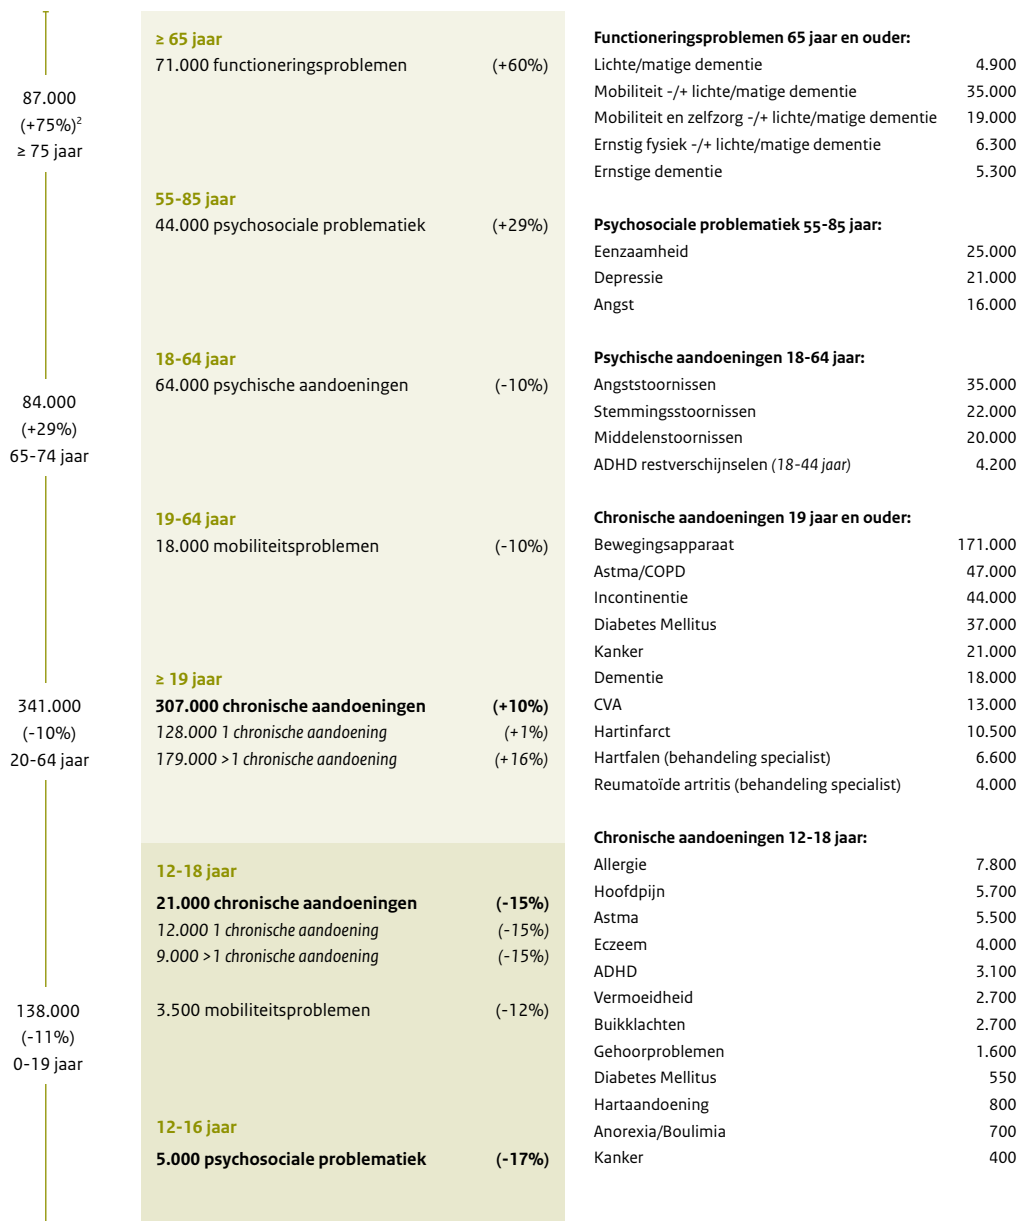 87.000
(+75%)2
≥ 75 jaar
84.000
(+29%)
65-74 jaar
341.000
(-10%)
20-64 jaar
138.000
(-11%)
0-19 jaar
≥ 65 jaar
71.000 functioneringsproblemen (+60%)
55-85 jaar
44.000 psychosociale problematiek (+29%)
18-64 jaar
64.000 psychische aandoeningen (-10%)
19-64 jaar
18.000 mobiliteitsproblemen (-10%)
≥ 19 jaar
307.000 chronische aandoeningen (+10%)
128.000 1 chronische aandoening (+1%)
179.000 >1 chronische aandoening (+16%)
12-18 jaar
21.000 chronische aandoeningen (-15%)
12.000 1 chronische aandoening (-15%)
9.000 >1 chronische aandoening (-15%)
3.500 mobiliteitsproblemen (-12%)
12-16 jaar
5.000 psychosociale problematiek (-17%)
Functioneringsproblemen 65 jaar en ouder:
Lichte/matige dementie 4.900
Mobiliteit -/+ lichte/matige dementie 35.000
Mobiliteit en zelfzorg -/+ lichte/matige dementie 19.000
Ernstig fysiek -/+ lichte/matige dementie 6.300
Ernstige dementie 5.300
Psychosociale problematiek 55-85 jaar:
Eenzaamheid 25.000
Depressie 21.000
Angst 16.000
Psychische aandoeningen 18-64 jaar:
Angststoornissen 35.000
Stemmingsstoornissen 22.000
Middelenstoornissen 20.000
ADHD restverschijnselen (18-44 jaar) 4.200
Chronische aandoeningen 19 jaar en ouder:
Bewegingsapparaat 171.000
Astma/COPD 47.000
Incontinentie 44.000
Diabetes Mellitus 37.000
Kanker 21.000
Dementie 18.000
CVA 13.000
Hartinfarct 10.500
Hartfalen (behandeling specialist) 6.600
Reumatoïde artritis (behandeling specialist) 4.000
Chronische aandoeningen 12-18 jaar:
Allergie 7.800
Hoofdpijn 5.700
Astma 5.500
Eczeem 4.000
ADHD 3.100
Vermoeidheid 2.700
Buikklachten 2.700
Gehoorproblemen 1.600
Diabetes Mellitus 550
Hartaandoening 800
Anorexia/Boulimia 700
Kanker 400